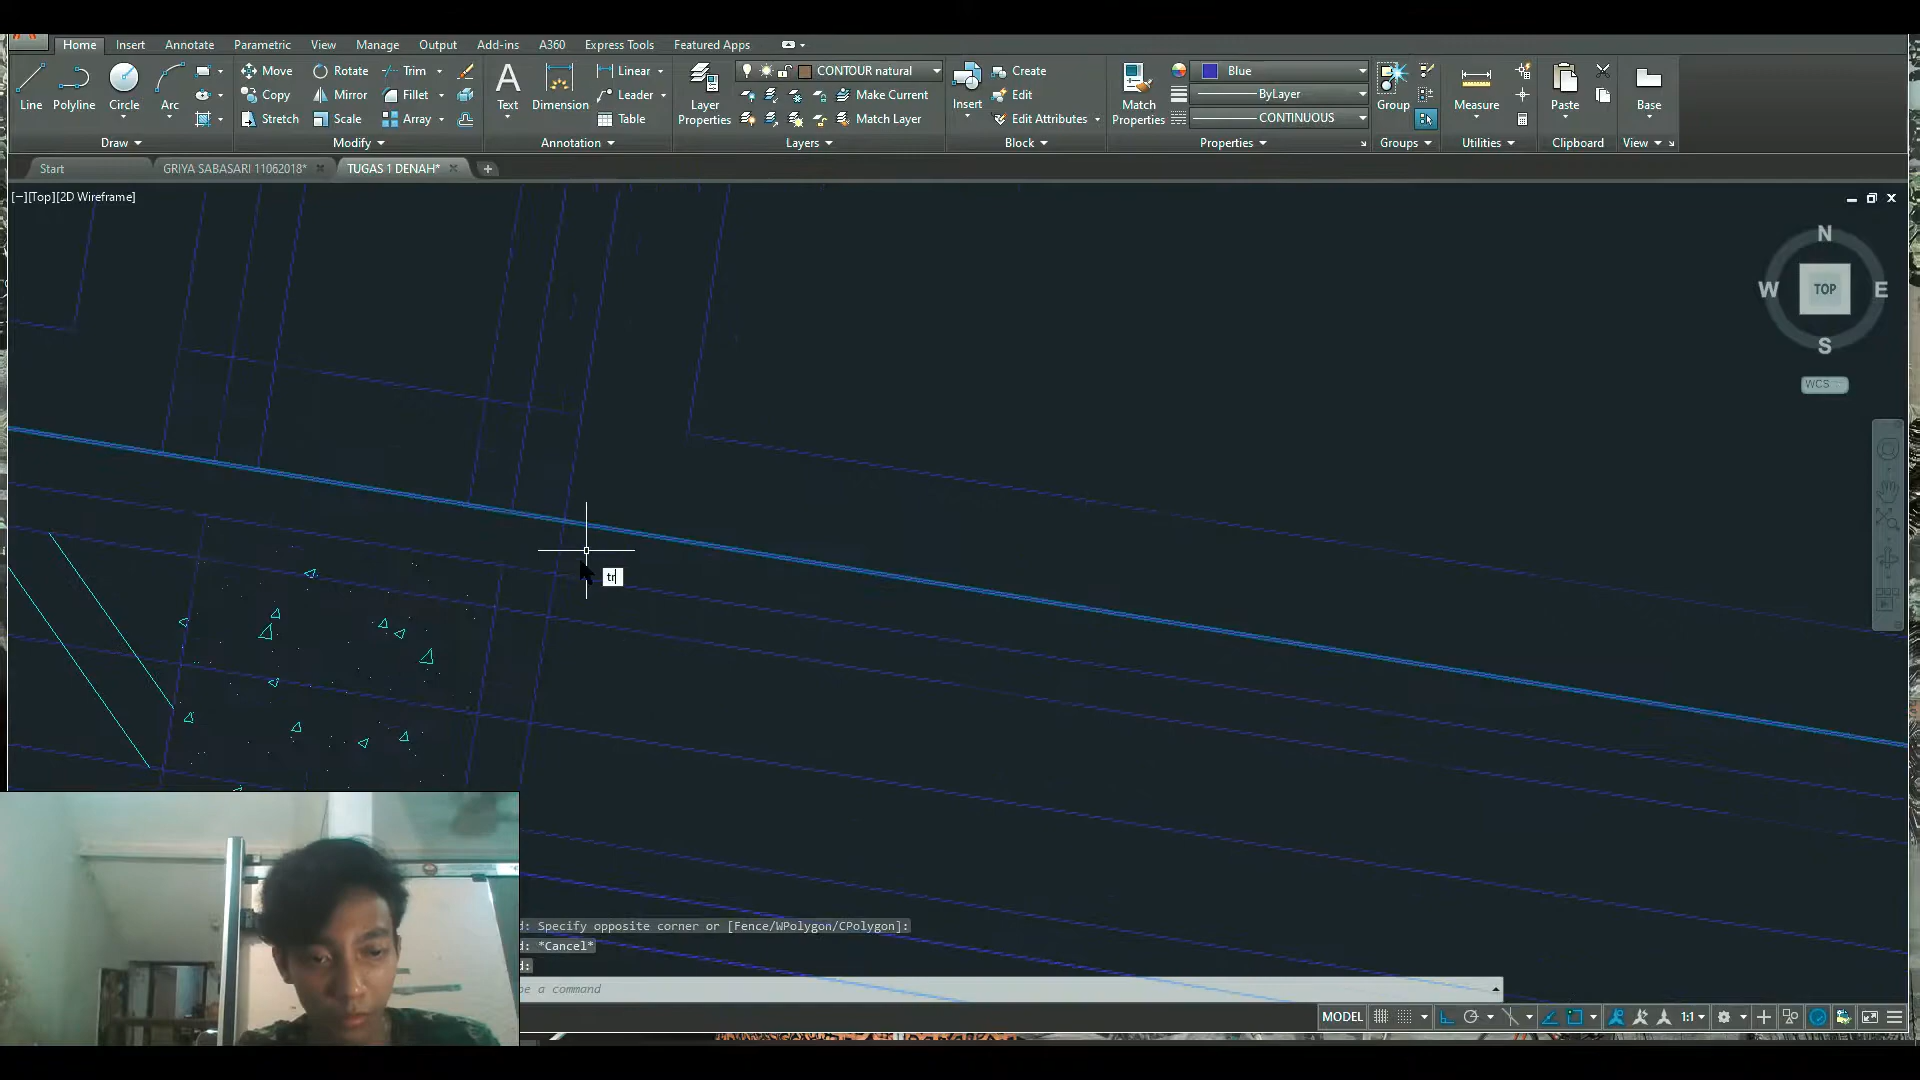 Home Insert Annotate Parametric View Manage Output Add-ins A360 Express Tools Featured Apps
Line
Polyline
Circle
Arc
Move
Copy
Stretch
Rotate
Mirror
Scale
Trim
Fillet
Array
Text
Dimension
Linear
Leader
Table
Layer
Properties
CONTOUR natural
Make Current
Match Layer
Insert
Create
Edit
Edit Attributes
Match
Properties
Blue
ByLayer
CONTINUOUS
Group
Measure
Paste
Base
Draw Modify Annotation Layers Block Properties Groups Utilities Clipboard View
Start GRIYA SABASARI 11062018* TUGAS 1 DENAH*
[−][Top][2D Wireframe]
N
W TOP E
S
WCS
tr
d: Specify opposite corner or [Fence/WPolygon/CPolygon]:
d: *Cancel*
d:
pe a command
MODEL 1:1